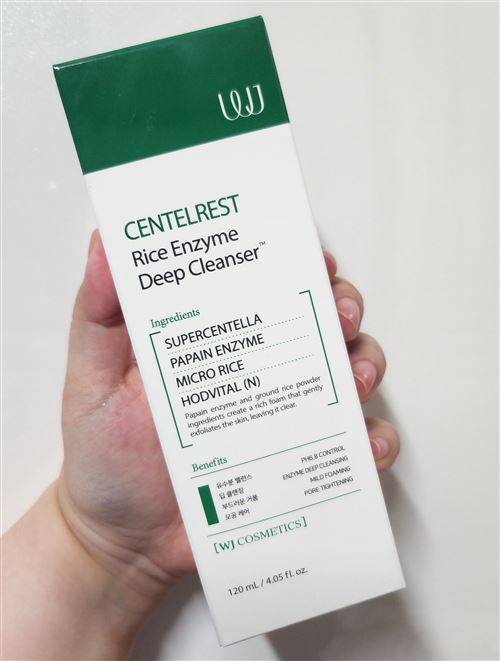 WJ
CENTELREST
Rice Enzyme
Deep Cleanser™
Ingredients
SUPERCENTELLA
PAPAIN ENZYME
MICRO RICE
HODVITAL (N)
Papain enzyme and ground rice powder
ingredients create a rich foam that gently
exfoliates the skin, leaving it clear.
Benefits
유수분 밸런스 PH6.8 CONTROL
딥 클렌징 ENZYME DEEP CLEANSING
부드러운 거품 MILD FOAMING
모공 케어 PORE TIGHTENING
[WJ COSMETICS]
120 mL / 4.05 fl. oz.